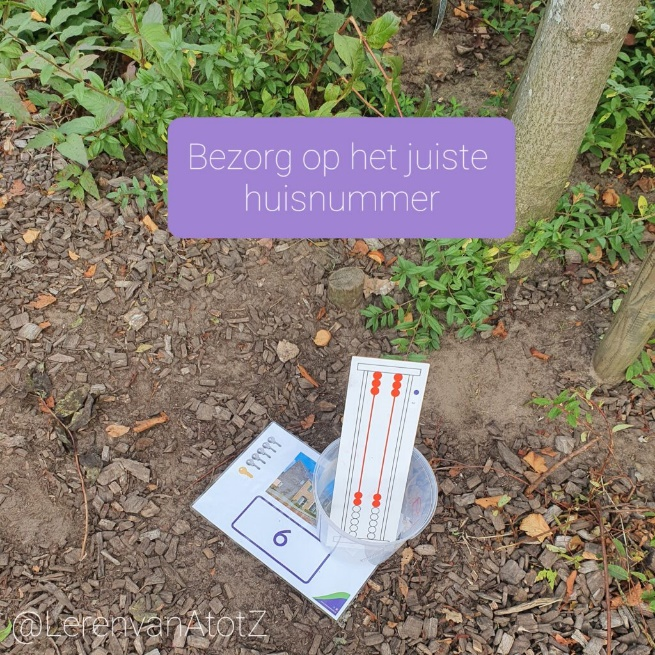 Bezorg op het juiste
huisnummer
6
@LerenvanAtotZ